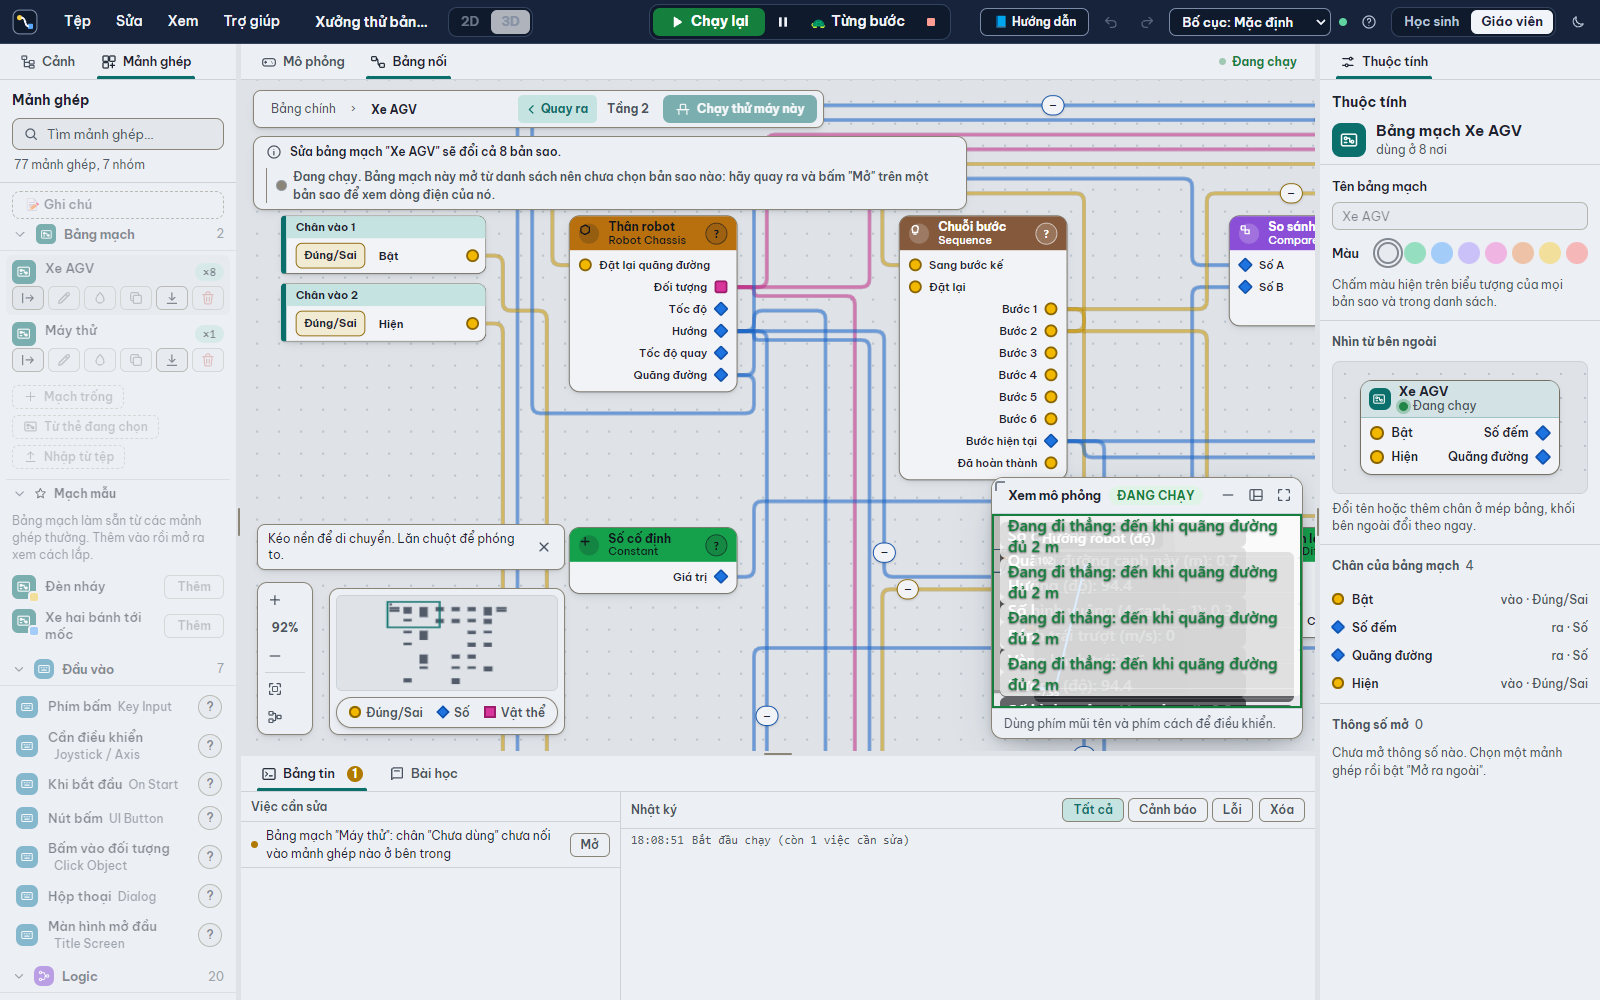 Tệp Sửa Xem Trợ giúp Xưởng thử bản... 2D 3D Chạy lại Từng bước Hướng dẫn Bố cục: Mặc định Học sinh Giáo viên
Cảnh Mảnh ghép
Mảnh ghép
Tìm mảnh ghép...
77 mảnh ghép, 7 nhóm
Ghi chú
Bảng mạch 2
Xe AGV ×8
Máy thử ×1
Mạch trống
Từ thẻ đang chọn
Nhập từ tệp
Mạch mẫu
Bảng mạch làm sẵn từ các mảnh
ghép thường. Thêm vào rồi mở ra
xem cách lắp.
Đèn nháy Thêm
Xe hai bánh tới
mốc Thêm
Đầu vào 7
Phím bấm Key Input ?
Cần điều khiển
Joystick / Axis ?
Khi bắt đầu On Start ?
Nút bấm UI Button ?
Bấm vào đối tượng
Click Object ?
Hộp thoại Dialog ?
Màn hình mở đầu
Title Screen ?
Logic 20
Mô phỏng Bảng nối Đang chạy
Bảng chính › Xe AGV Quay ra Tầng 2 Chạy thử máy này
Sửa bảng mạch "Xe AGV" sẽ đổi cả 8 bản sao.
Đang chạy. Bảng mạch này mở từ danh sách nên chưa chọn bản sao nào: hãy quay ra và bấm "Mở" trên một
bản sao để xem dòng điện của nó.
Chân vào 1
Đúng/Sai Bật
Chân vào 2
Đúng/Sai Hiện
Thân robot
Robot Chassis ?
Đặt lại quãng đường
Đối tượng
Tốc độ
Hướng
Tốc độ quay
Quãng đường
Chuỗi bước
Sequence ?
Sang bước kế
Đặt lại
Bước 1
Bước 2
Bước 3
Bước 4
Bước 5
Bước 6
Bước hiện tại
Đã hoàn thành
So sánh
Compare
Số A
Số B
Số cố định
Constant ?
Giá trị
Kéo nền để di chuyển. Lăn chuột để phóng
to.
92%
Đúng/Sai Số Vật thể
Xem mô phỏng ĐANG CHẠY
Đang đi thẳng: đến khi quãng đường
đủ 2 m
Đang đi thẳng: đến khi quãng đường
đủ 2 m
Đang đi thẳng: đến khi quãng đường
đủ 2 m
Đang đi thẳng: đến khi quãng đường
đủ 2 m
Dùng phím mũi tên và phím cách để điều khiển.
Bảng tin 1 Bài học
Việc cần sửa
Bảng mạch "Máy thử": chân "Chưa dùng" chưa nối
vào mảnh ghép nào ở bên trong Mở
Nhật ký Tất cả Cảnh báo Lỗi Xóa
18:08:51 Bắt đầu chạy (còn 1 việc cần sửa)
Thuộc tính
Thuộc tính
Bảng mạch Xe AGV
dùng ở 8 nơi
Tên bảng mạch
Xe AGV
Màu
Chấm màu hiện trên biểu tượng của mọi
bản sao và trong danh sách.
Nhìn từ bên ngoài
Xe AGV
Đang chạy
Bật Số đếm
Hiện Quãng đường
Đổi tên hoặc thêm chân ở mép bảng, khối
bên ngoài đổi theo ngay.
Chân của bảng mạch 4
Bật vào · Đúng/Sai
Số đếm ra · Số
Quãng đường ra · Số
Hiện vào · Đúng/Sai
Thông số mở 0
Chưa mở thông số nào. Chọn một mảnh
ghép rồi bật "Mở ra ngoài".